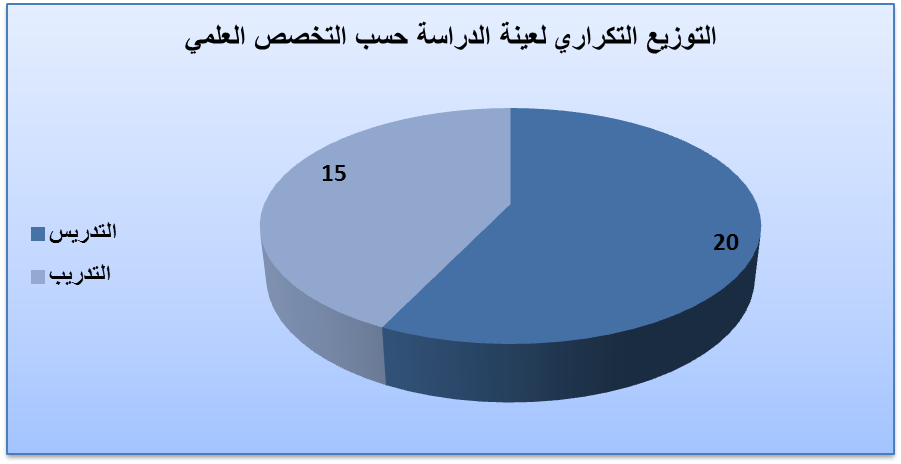 التوزيع التكراري لعينة الدراسة حسب التخصص العلمي
15
20
التدريس
التدريب